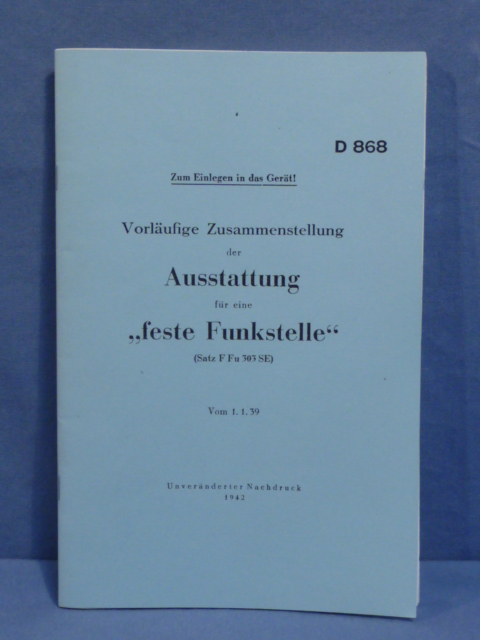 D 868
Zum Einlegen in das Gerät!
Vorläufige Zusammenstellung
der
Ausstattung
für eine
„feste Funkstelle“
(Satz F Fu 303 SE)
Vom 1. 1. 39
Unveränderter Nachdruck
1942